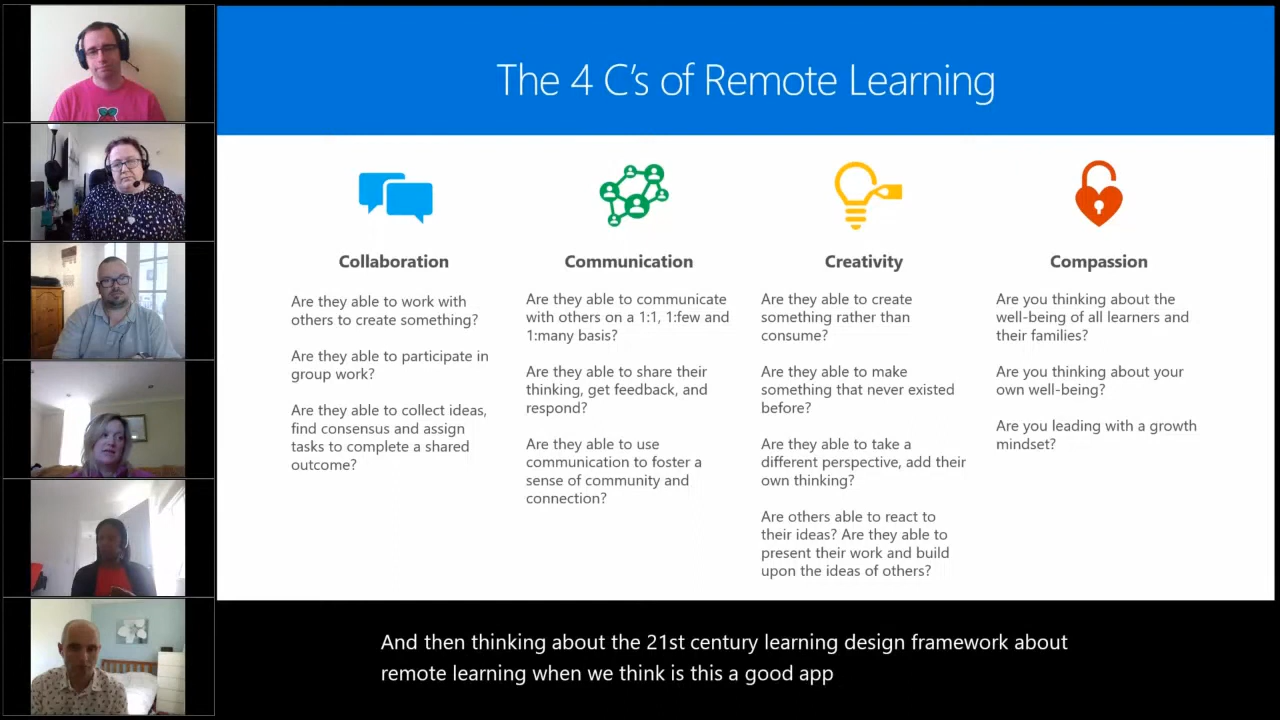 The 4 C's of Remote Learning
Collaboration
Are they able to work with
others to create something?
Are they able to participate in
group work?
Are they able to collect ideas,
find consensus and assign
tasks to complete a shared
outcome?
Communication
Are they able to communicate
with others on a 1:1, 1:few and
1:many basis?
Are they able to share their
thinking, get feedback, and
respond?
Are they able to use
communication to foster a
sense of community and
connection?
Creativity
Are they able to create
something rather than
consume?
Are they able to make
something that never existed
before?
Are they able to take a
different perspective, add their
own thinking?
Are others able to react to
their ideas? Are they able to
present their work and build
upon the ideas of others?
Compassion
Are you thinking about the
well-being of all learners and
their families?
Are you thinking about your
own well-being?
Are you leading with a growth
mindset?
And then thinking about the 21st century learning design framework about
remote learning when we think is this a good app